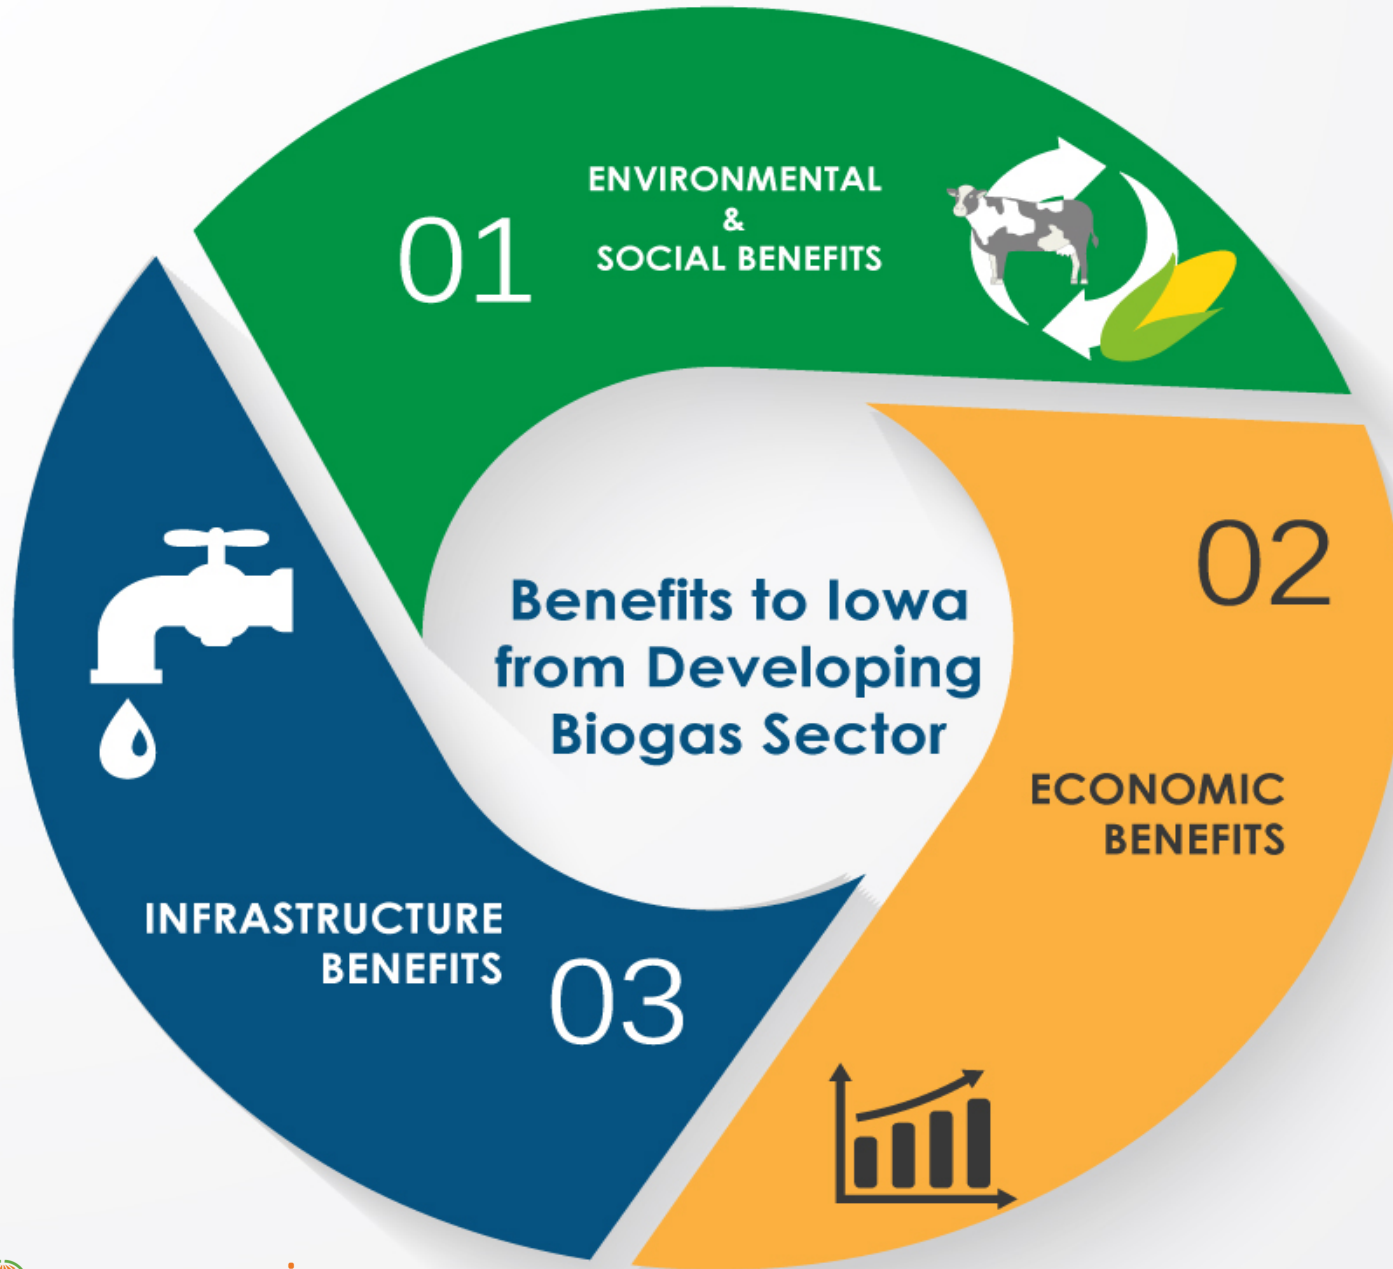 01
ENVIRONMENTAL
&
SOCIAL BENEFITS
02
ECONOMIC
BENEFITS
03
INFRASTRUCTURE
BENEFITS
Benefits to Iowa
from Developing
Biogas Sector